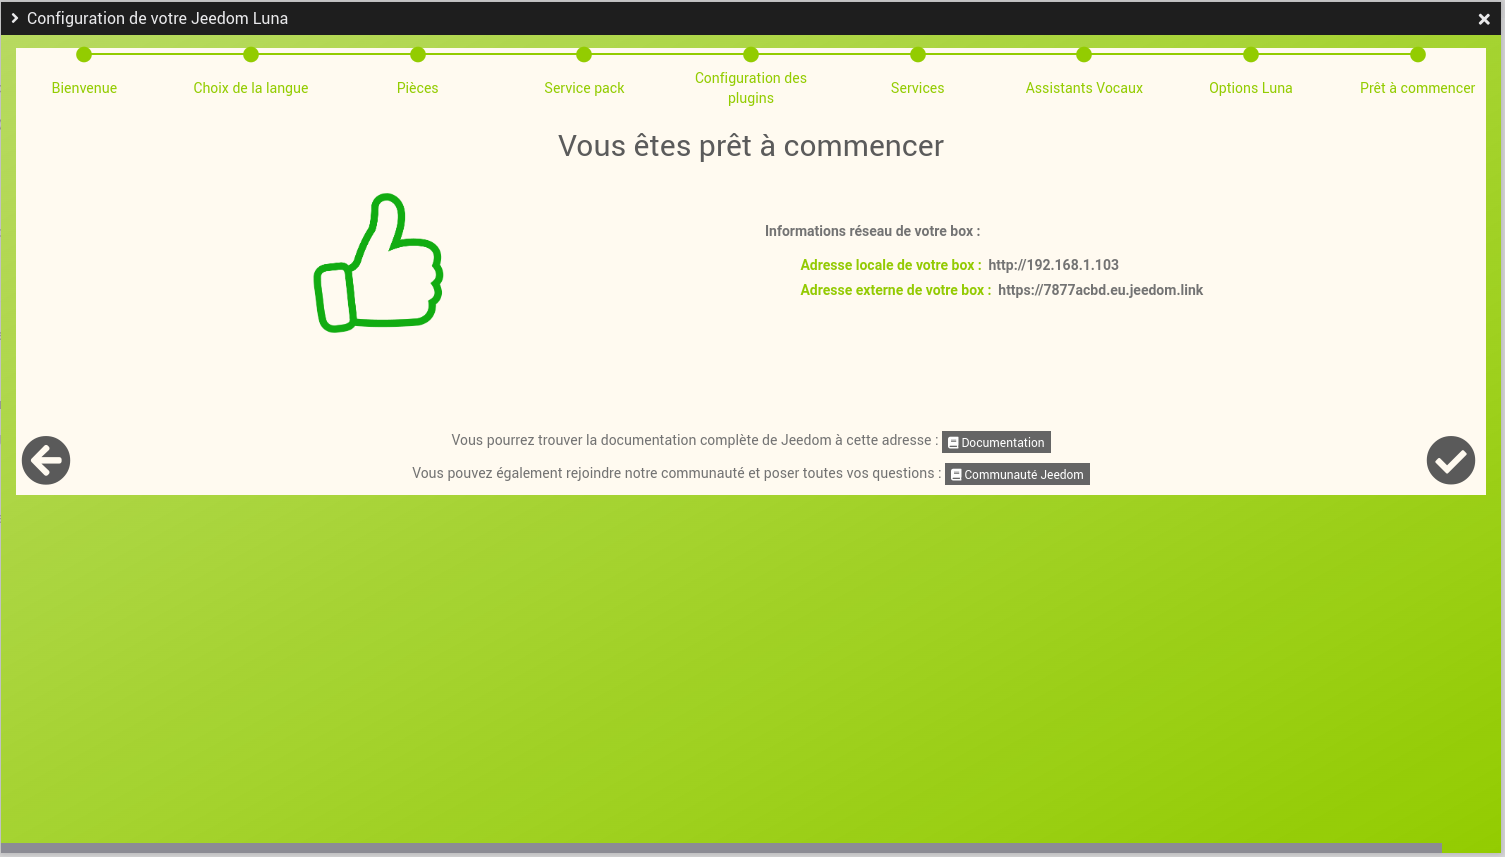 Configuration de votre Jeedom Luna
Bienvenue
Choix de la langue
Pièces
Service pack
Configuration des
plugins
Services
Assistants Vocaux
Options Luna
Prêt à commencer
Vous êtes prêt à commencer
Informations réseau de votre box :
Adresse locale de votre box : http://192.168.1.103
Adresse externe de votre box : https://7877acbd.eu.jeedom.link
Vous pourrez trouver la documentation complète de Jeedom à cette adresse : Documentation
Vous pouvez également rejoindre notre communauté et poser toutes vos questions : Communauté Jeedom